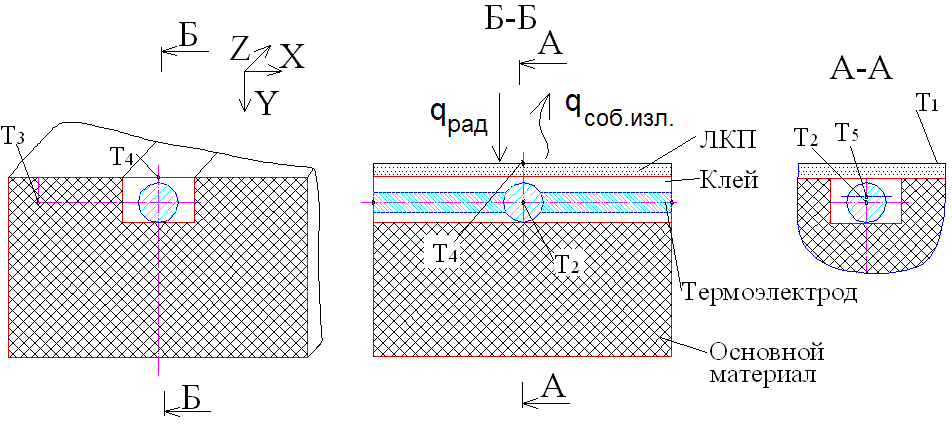 Б
Z
X
Y
T3
T4
Б
Б-Б
А
qрад
qсоб.изл.
ЛКП
Клей
T4
T2
Термоэлектрод
Основной
материал
А
А-А
T1
T2
T5